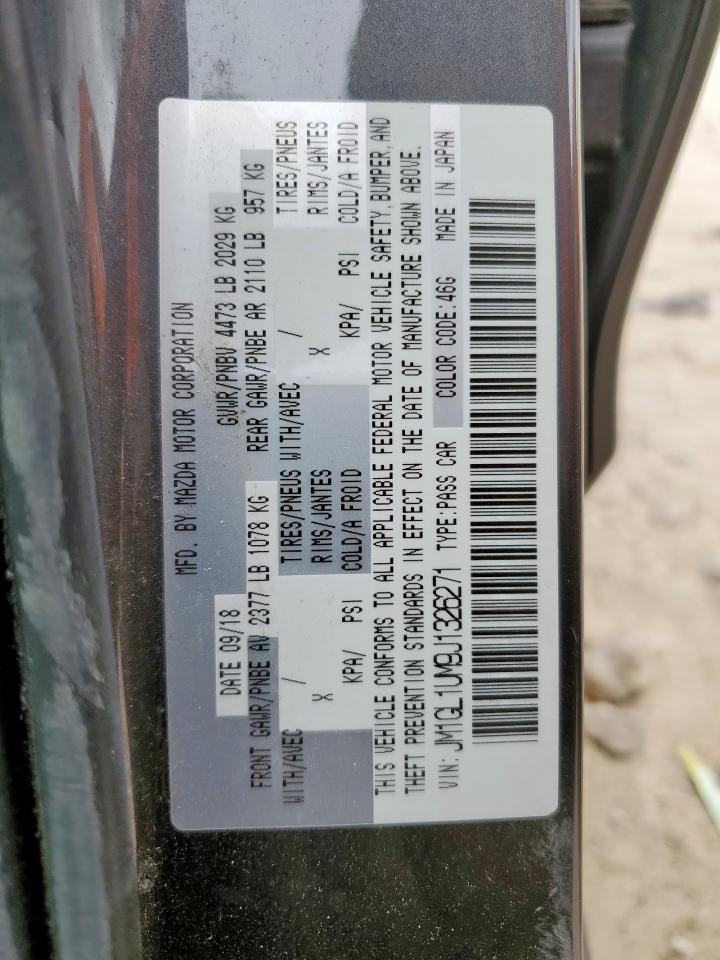 MFD. BY MAZDA MOTOR CORPORATION
DATE 09/18 GVWR/PNBV 4473 LB 2029 KG
FRONT GAWR/PNBE AV 2377 LB 1078 KG REAR GAWR/PNBE AR 2110 LB 957 KG
WITH/AVEC TIRES/PNEUS WITH/AVEC / TIRES/PNEUS
X RIMS/JANTES X RIMS/JANTES
KPA/ PSI COLD/A FROID KPA/ PSI COLD/A FROID
THIS VEHICLE CONFORMS TO ALL APPLICABLE FEDERAL MOTOR VEHICLE SAFETY, BUMPER, AND
THEFT PREVENTION STANDARDS IN EFFECT ON THE DATE OF MANUFACTURE SHOWN ABOVE.
VIN: JM1GL1UM9J1326271 TYPE:PASS CAR COLOR CODE:46G MADE IN JAPAN